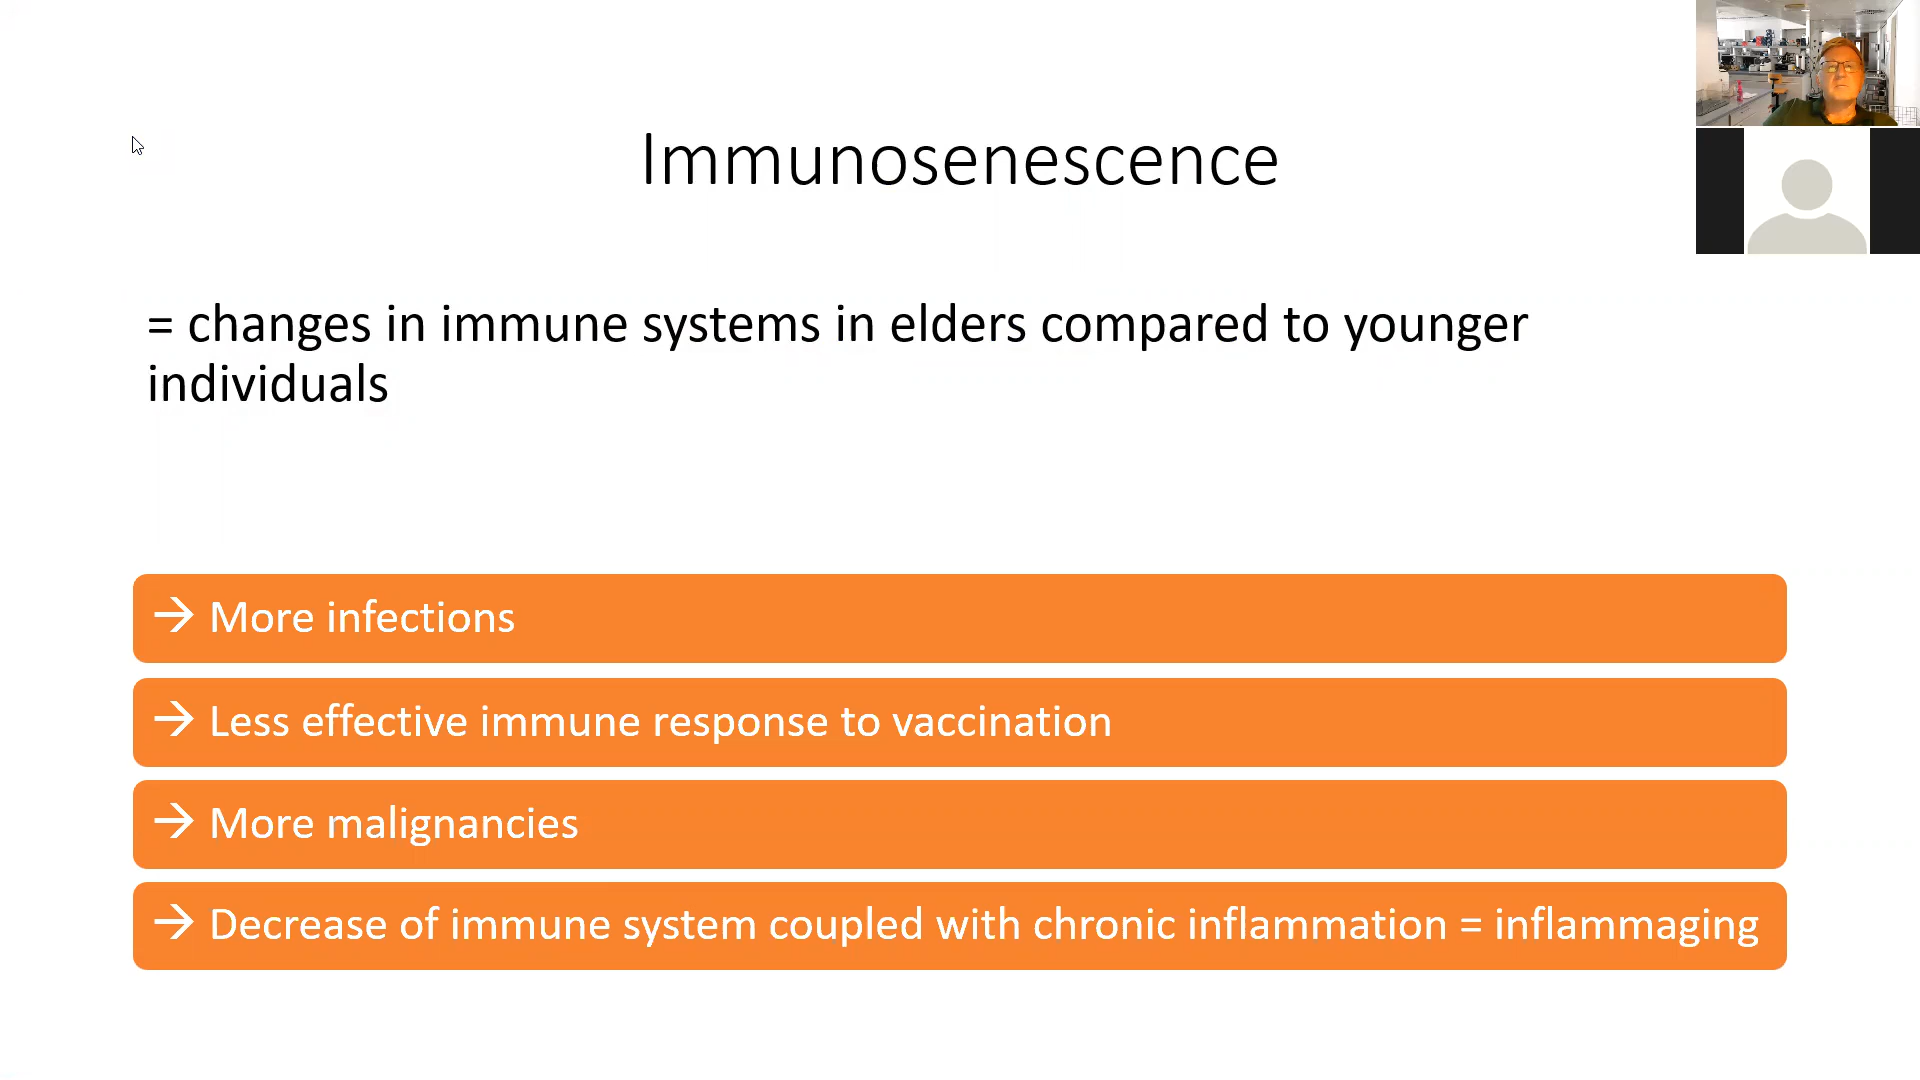 Immunosenescence
= changes in immune systems in elders compared to younger
individuals
→ More infections
→ Less effective immune response to vaccination
→ More malignancies
→ Decrease of immune system coupled with chronic inflammation = inflammaging